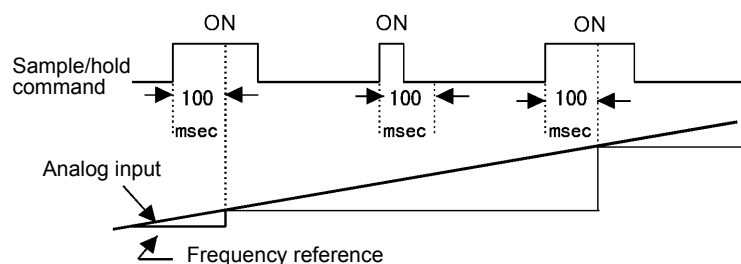 ON ON ON
Sample/hold
command
100 100 100
msec msec msec
Analog input
Frequency reference